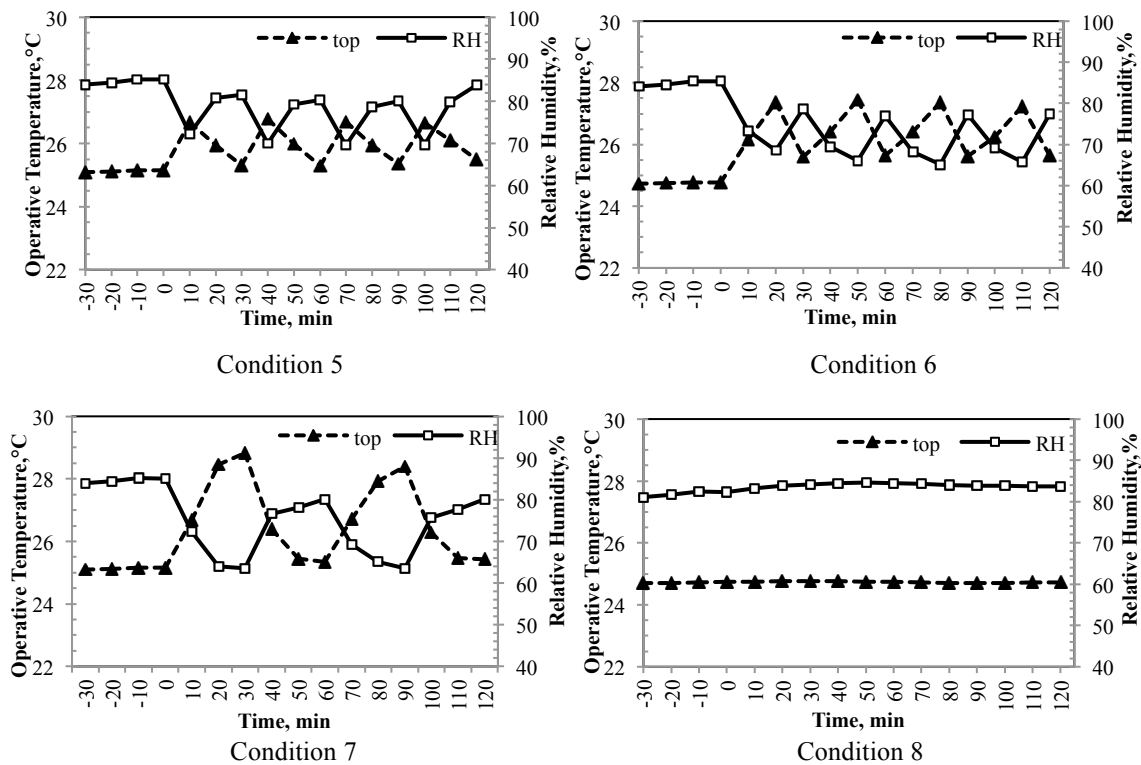 Operative Temperature,°C
30
28
26
24
22
top
RH
100
90
80
70
60
50
40
Relative Humidity,%
-30 -20 -10 0 10 20 30 40 50 60 70 80 90 100 110 120
Time, min
Condition 5
Operative Temperature,°C
30
28
26
24
22
top
RH
100
90
80
70
60
50
40
Relative Humidity,%
-30 -20 -10 0 10 20 30 40 50 60 70 80 90 100 110 120
Time, min
Condition 6
Operative Temperature,°C
30
28
26
24
22
top
RH
100
90
80
70
60
50
40
Relative Humidity,%
-30 -20 -10 0 10 20 30 40 50 60 70 80 90 100 110 120
Time, min
Condition 7
Operative Temperature,°C
30
28
26
24
22
top
RH
100
90
80
70
60
50
40
Relative Humidity,%
-30 -20 -10 0 10 20 30 40 50 60 70 80 90 100 110 120
Time, min
Condition 8